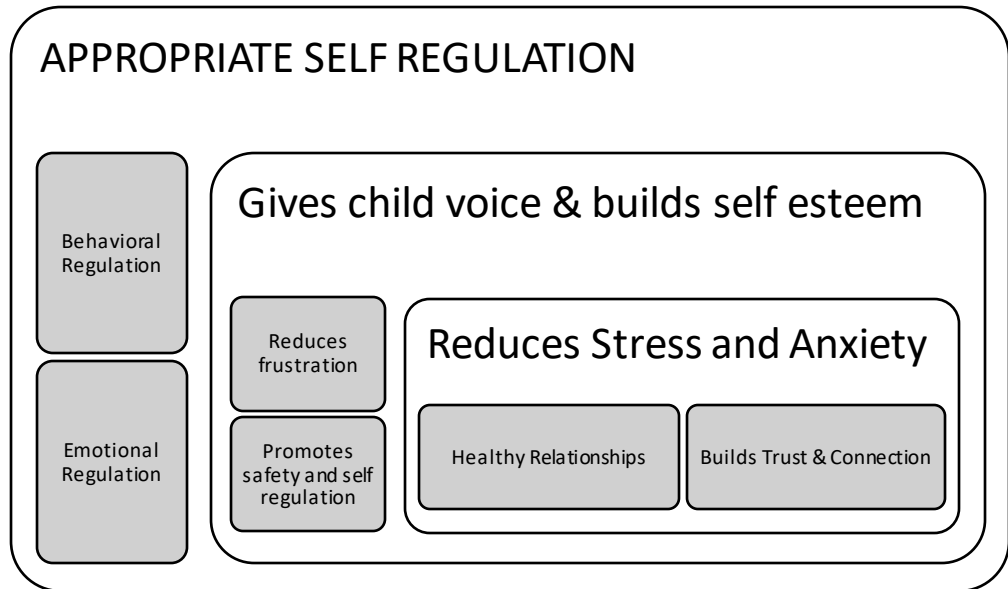 APPROPRIATE SELF REGULATION
Behavioral
Regulation
Emotional
Regulation
Gives child voice & builds self esteem
Reduces
frustration
Promotes
safety and self
regulation
Reduces Stress and Anxiety
Healthy Relationships
Builds Trust & Connection